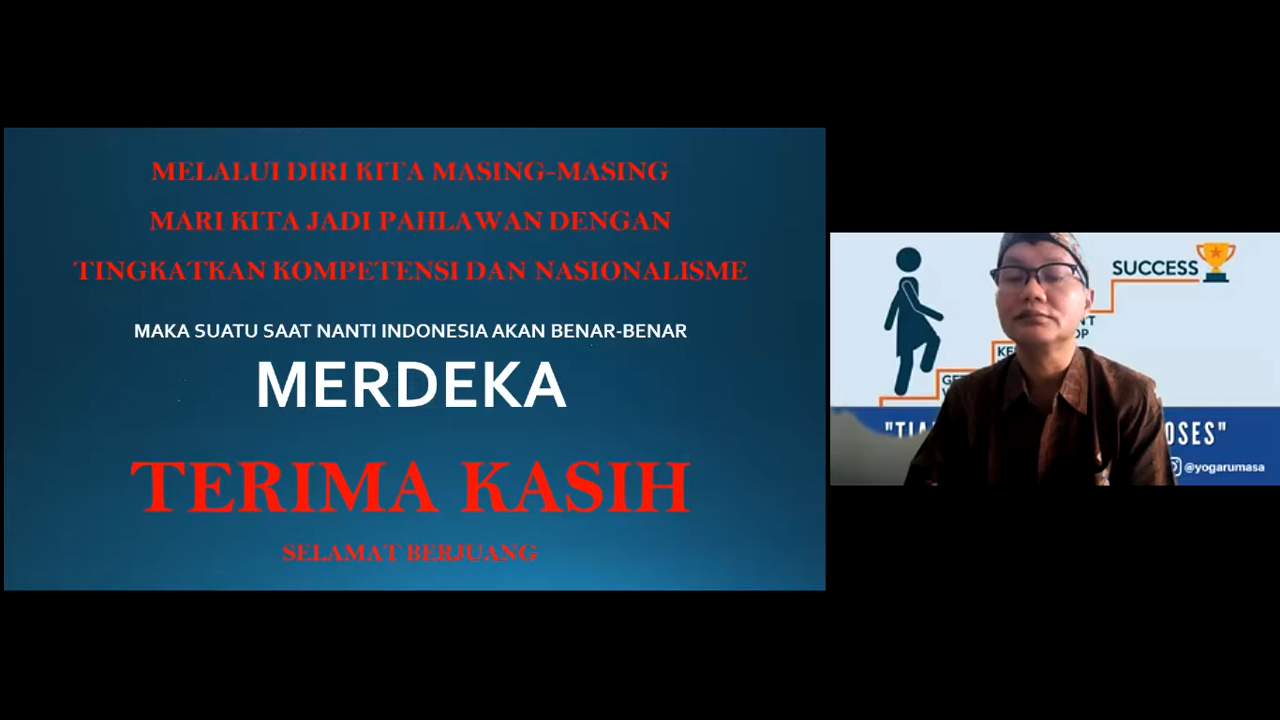 MELALUI DIRI KITA MASING-MASING
MARI KITA JADI PAHLAWAN DENGAN
TINGKATKAN KOMPETENSI DAN NASIONALISME
MAKA SUATU SAAT NANTI INDONESIA AKAN BENAR-BENAR
MERDEKA
TERIMA KASIH
SELAMAT BERJUANG
SUCCESS
@yogarumasa